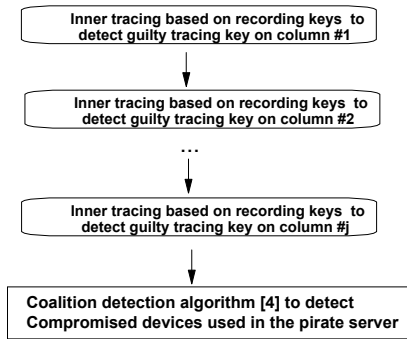 Inner tracing based on recording keys to
detect guilty tracing key on column #1
Inner tracing based on recording keys to
detect guilty tracing key on column #2
...
Inner tracing based on recording keys to
detect guilty tracing key on column #j
Coalition detection algorithm [4] to detect
Compromised devices used in the pirate server